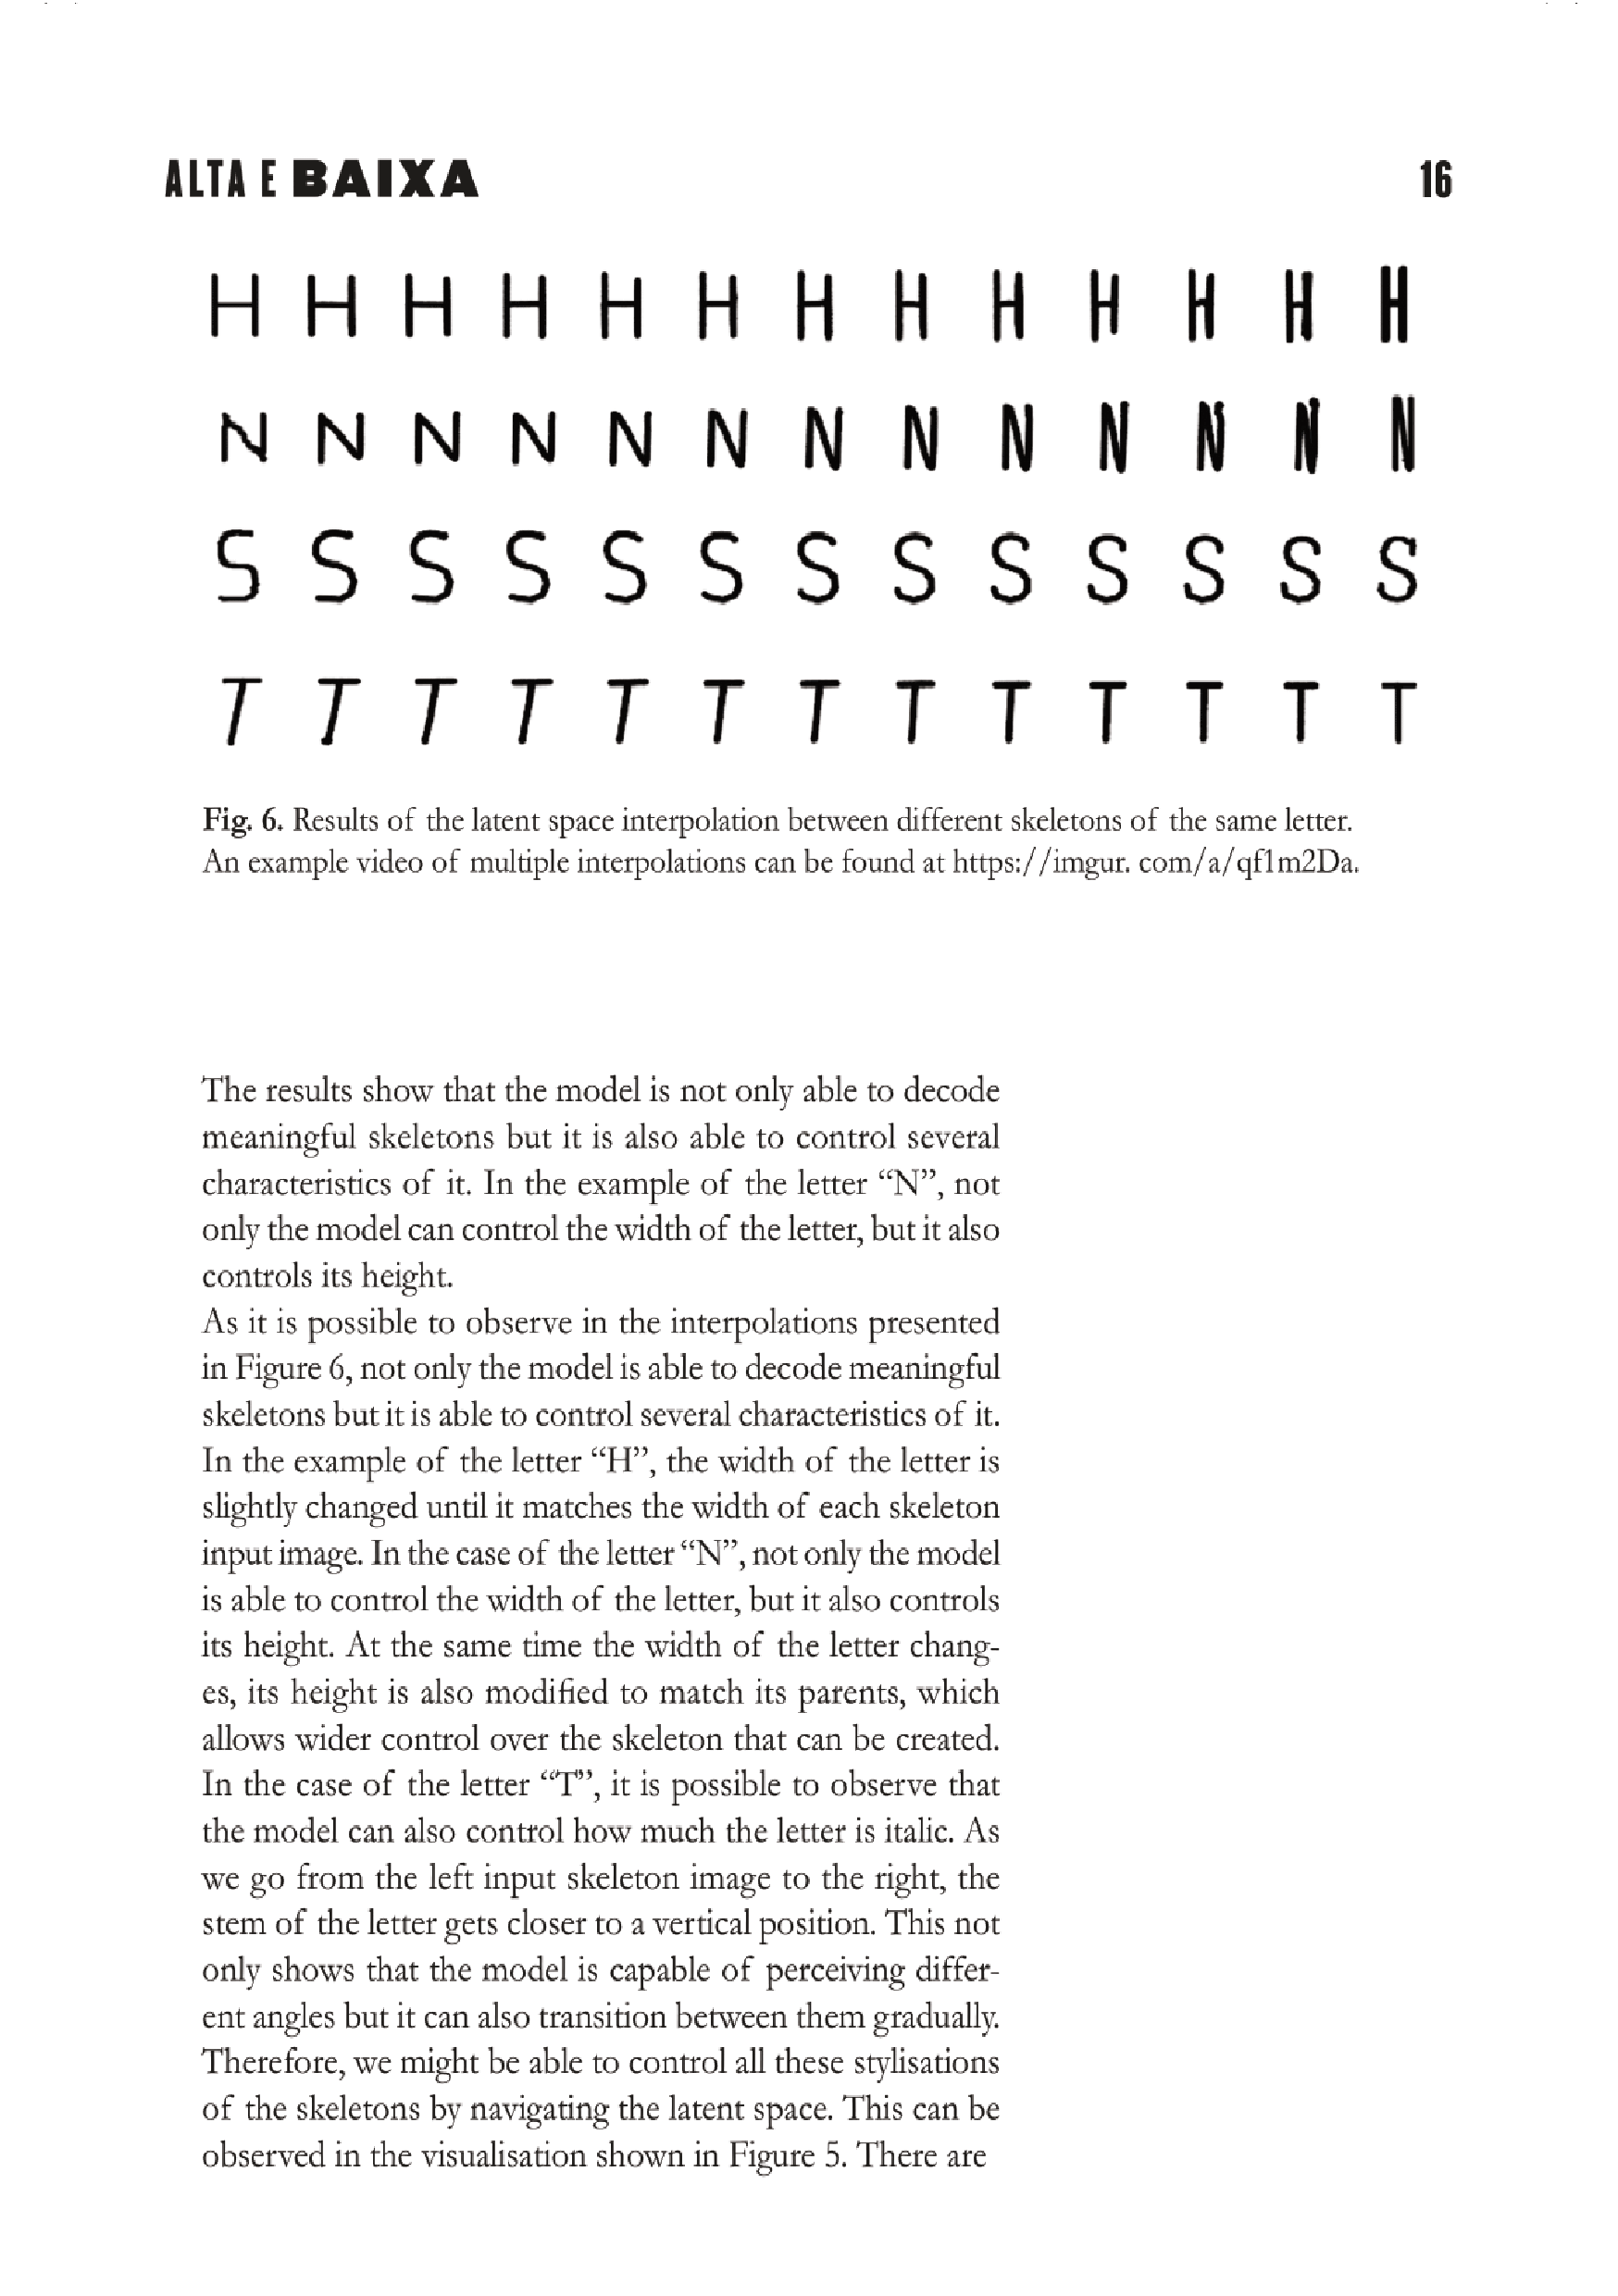 ALTA E BAIXA
16
H H H H H H H H H H H H H
N N N N N N N N N N N N N
S S S S S S S S S S S S S
T T T T T T T T T T T T T
Fig. 6. Results of the latent space interpolation between different skeletons of the same letter.
An example video of multiple interpolations can be found at https://imgur. com/a/qf1m2Da.
The results show that the model is not only able to decode
meaningful skeletons but it is also able to control several
characteristics of it. In the example of the letter “N”, not
only the model can control the width of the letter, but it also
controls its height.
As it is possible to observe in the interpolations presented
in Figure 6, not only the model is able to decode meaningful
skeletons but it is able to control several characteristics of it.
In the example of the letter “H”, the width of the letter is
slightly changed until it matches the width of each skeleton
input image. In the case of the letter “N”, not only the model
is able to control the width of the letter, but it also controls
its height. At the same time the width of the letter chang-
es, its height is also modified to match its parents, which
allows wider control over the skeleton that can be created.
In the case of the letter “T”, it is possible to observe that
the model can also control how much the letter is italic. As
we go from the left input skeleton image to the right, the
stem of the letter gets closer to a vertical position. This not
only shows that the model is capable of perceiving differ-
ent angles but it can also transition between them gradually.
Therefore, we might be able to control all these stylisations
of the skeletons by navigating the latent space. This can be
observed in the visualisation shown in Figure 5. There are